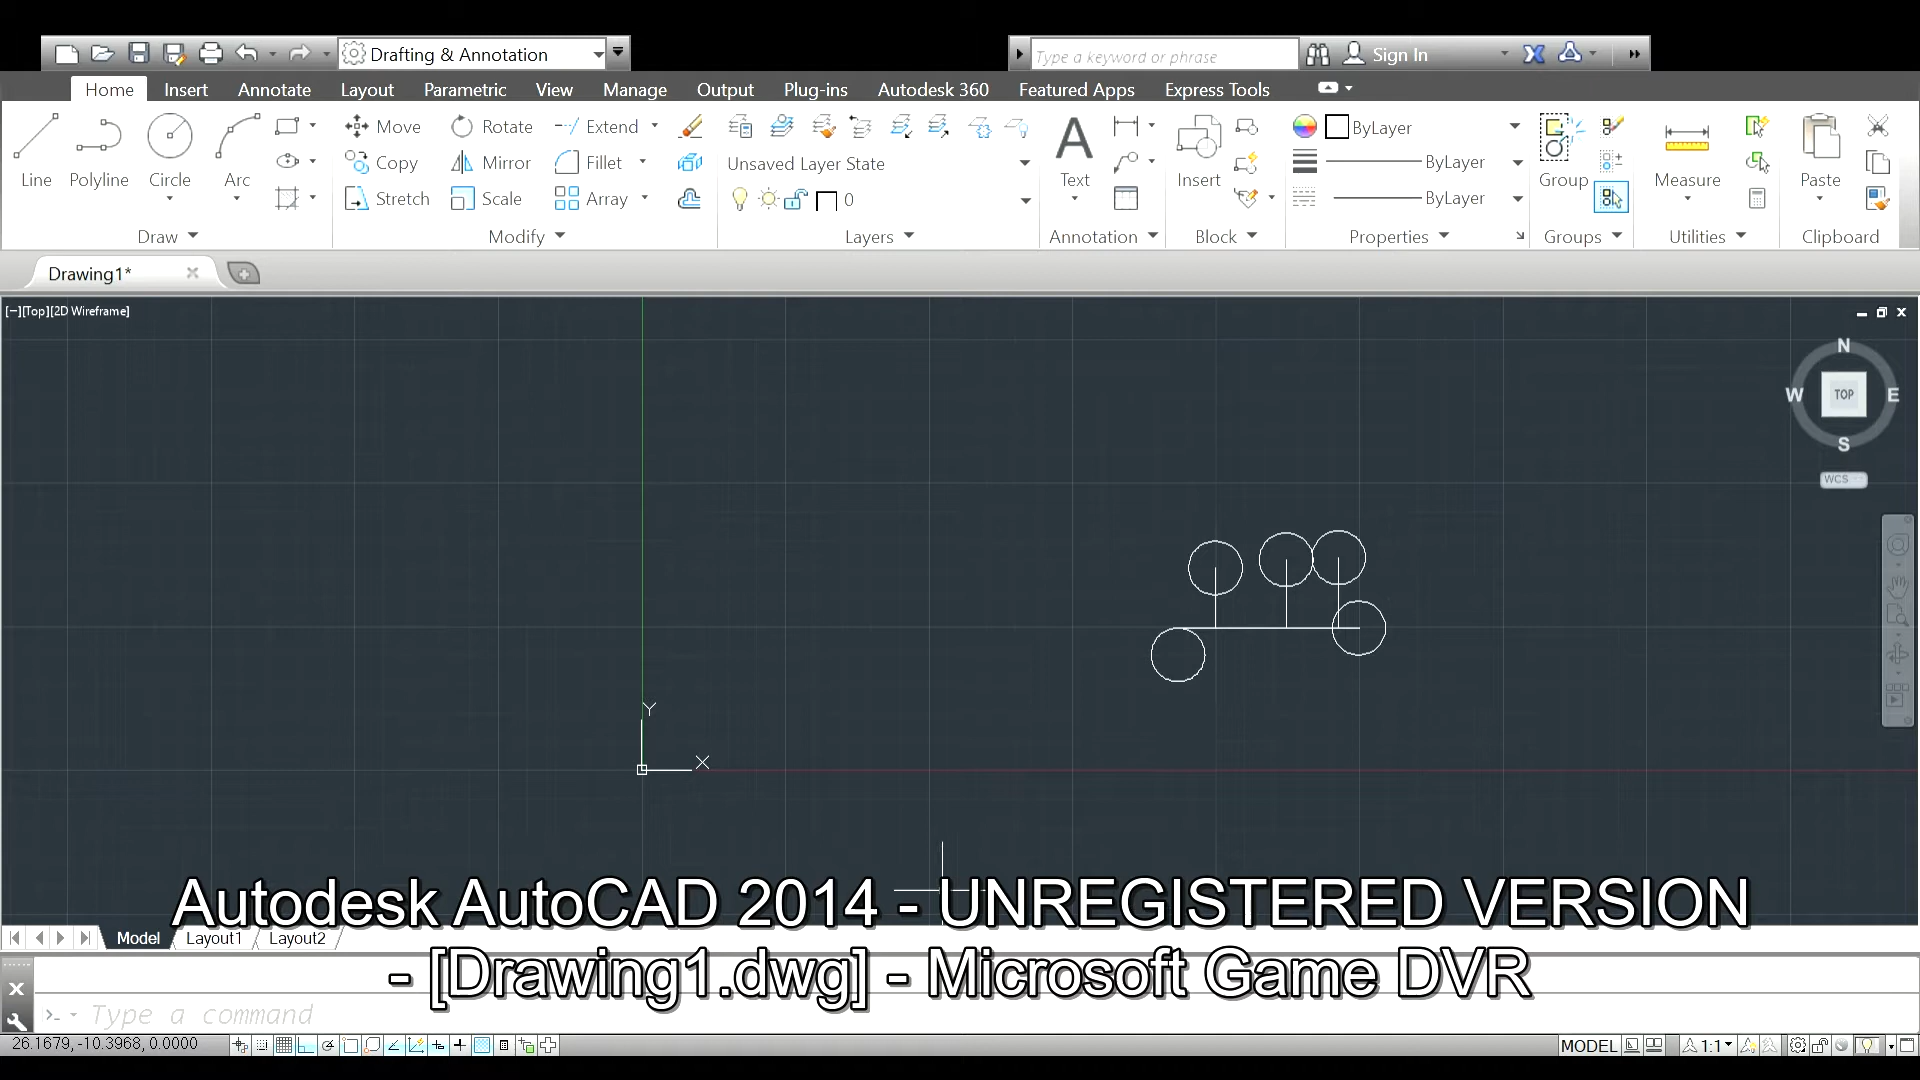 Drafting & Annotation
Type a keyword or phrase
Sign In
Home Insert Annotate Layout Parametric View Manage Output Plug-ins Autodesk 360 Featured Apps Express Tools
Move Rotate Extend ByLayer
Copy Mirror Fillet Unsaved Layer State ByLayer
Line Polyline Circle Arc Text Insert Group Measure Paste
Stretch Scale Array 0 ByLayer
Draw Modify Layers Annotation Block Properties Groups Utilities Clipboard
Drawing1*
[−][Top][2D Wireframe]
N
W TOP E
S
WCS
Y
X
Autodesk AutoCAD 2014 - UNREGISTERED VERSION
- [Drawing1.dwg] - Microsoft Game DVR
Model Layout1 Layout2
Type a command
26.1679, -10.3968, 0.0000 MODEL 1:1